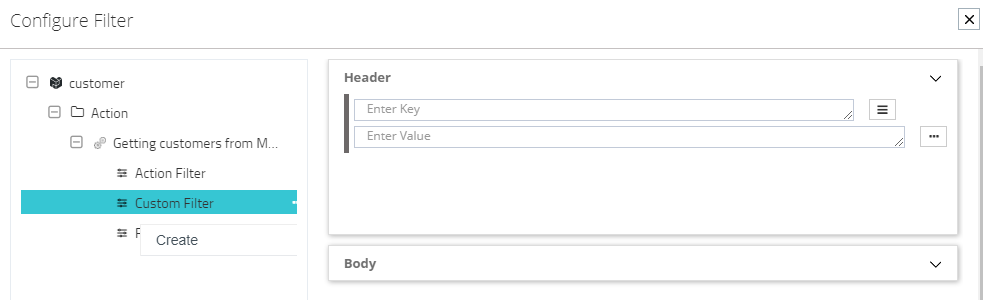 Configure Filter
customer
Action
Getting customers from M...
Action Filter
Custom Filter
Create
Header
Enter Key
Enter Value
Body